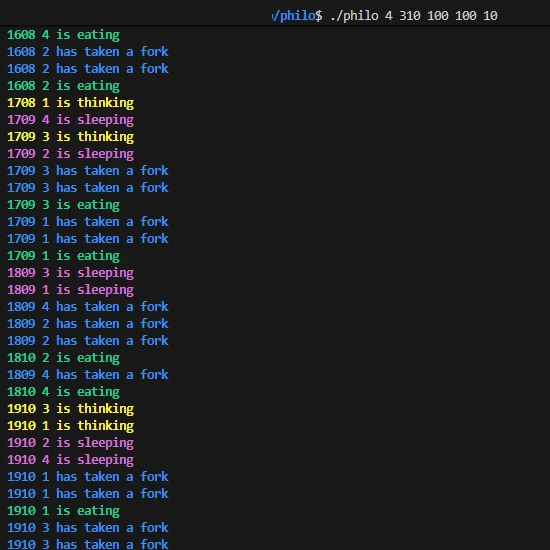 /philo$ ./philo 4 310 100 100 10
1608 4 is eating
1608 2 has taken a fork
1608 2 has taken a fork
1608 2 is eating
1708 1 is thinking
1709 4 is sleeping
1709 3 is thinking
1709 2 is sleeping
1709 3 has taken a fork
1709 3 has taken a fork
1709 3 is eating
1709 1 has taken a fork
1709 1 has taken a fork
1709 1 is eating
1809 3 is sleeping
1809 1 is sleeping
1809 4 has taken a fork
1809 2 has taken a fork
1809 2 has taken a fork
1810 2 is eating
1809 4 has taken a fork
1810 4 is eating
1910 3 is thinking
1910 1 is thinking
1910 2 is sleeping
1910 4 is sleeping
1910 1 has taken a fork
1910 1 has taken a fork
1910 1 is eating
1910 3 has taken a fork
1910 3 has taken a fork